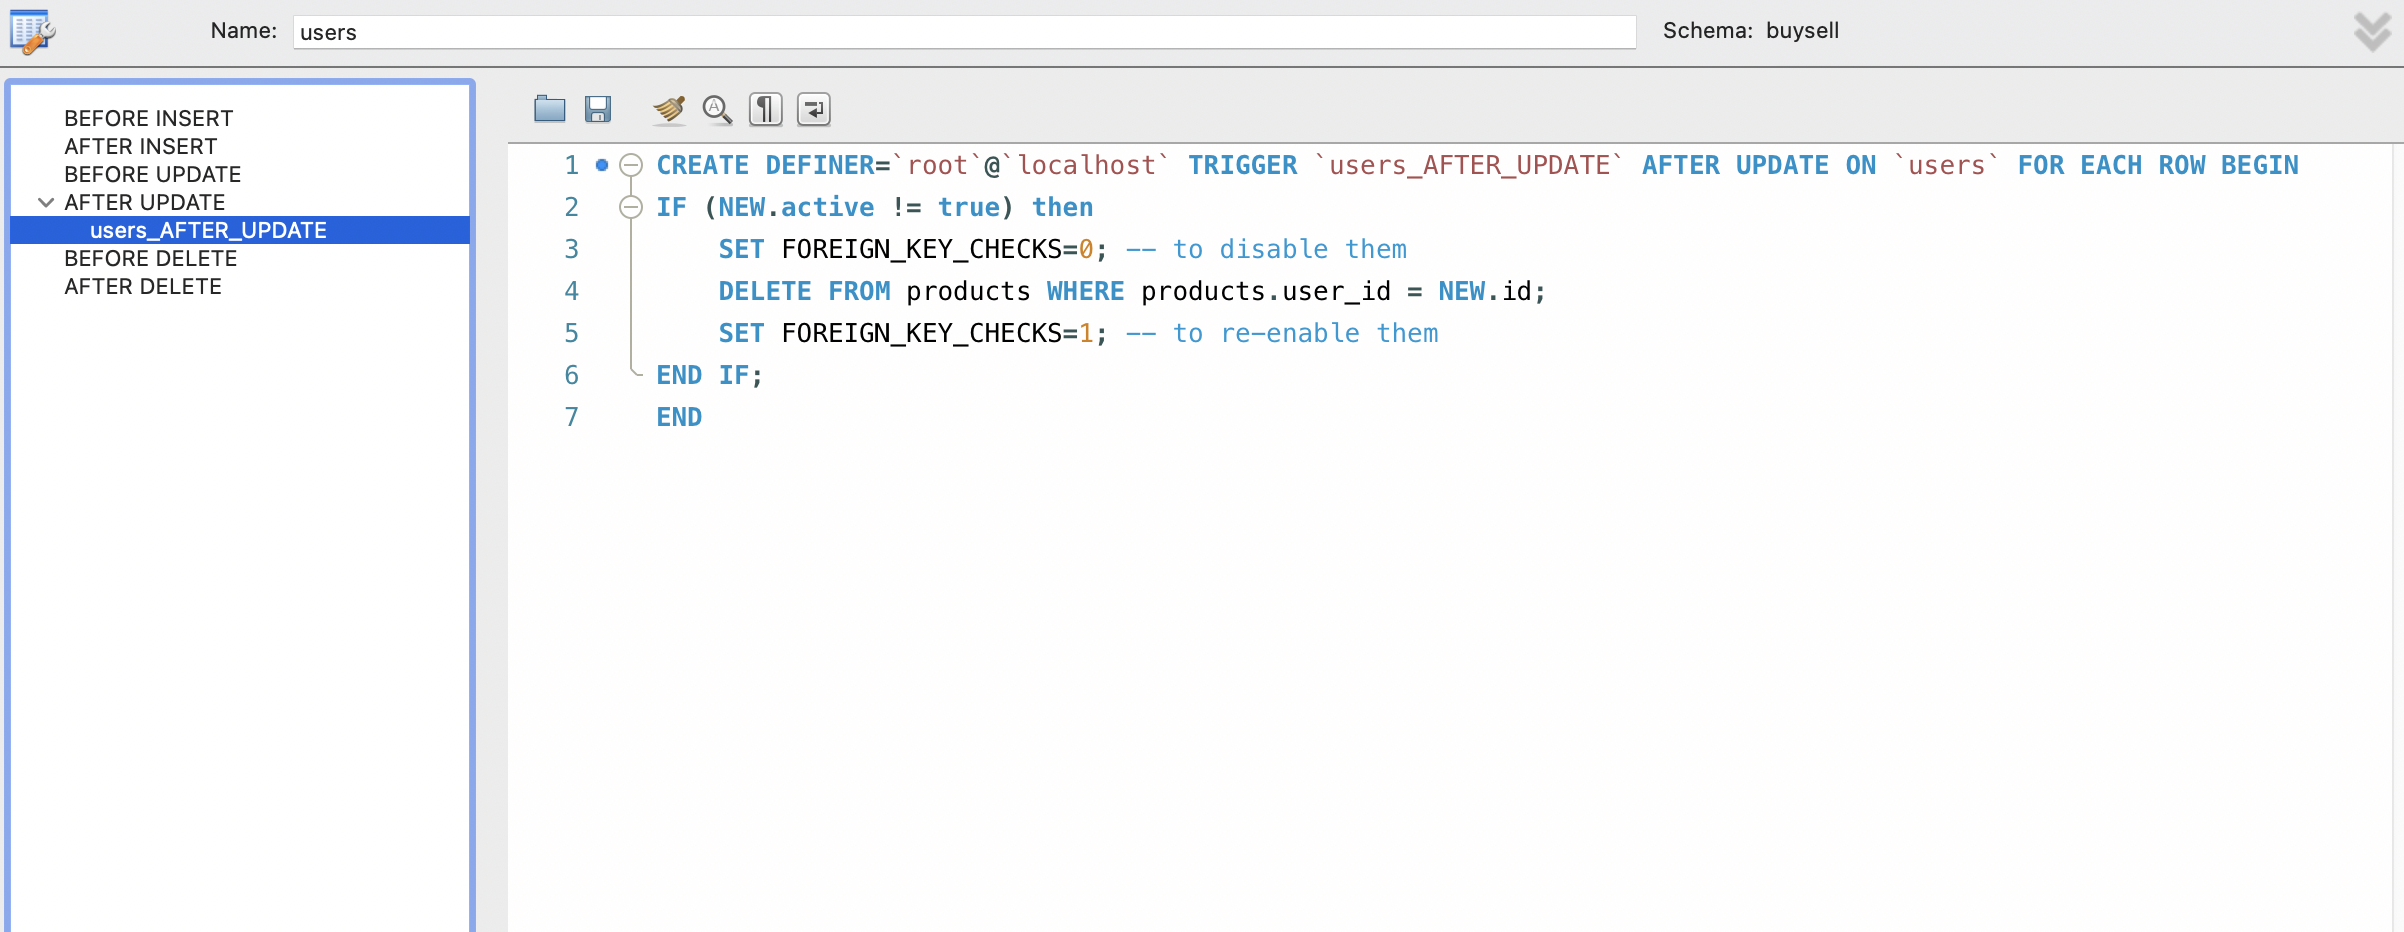 Name: users Schema: buysell
BEFORE INSERT
AFTER INSERT
BEFORE UPDATE
AFTER UPDATE
users_AFTER_UPDATE
BEFORE DELETE
AFTER DELETE
1 CREATE DEFINER=`root`@`localhost` TRIGGER `users_AFTER_UPDATE` AFTER UPDATE ON `users` FOR EACH ROW BEGIN
2 IF (NEW.active != true) then
3 SET FOREIGN_KEY_CHECKS=0; -- to disable them
4 DELETE FROM products WHERE products.user_id = NEW.id;
5 SET FOREIGN_KEY_CHECKS=1; -- to re-enable them
6 END IF;
7 END